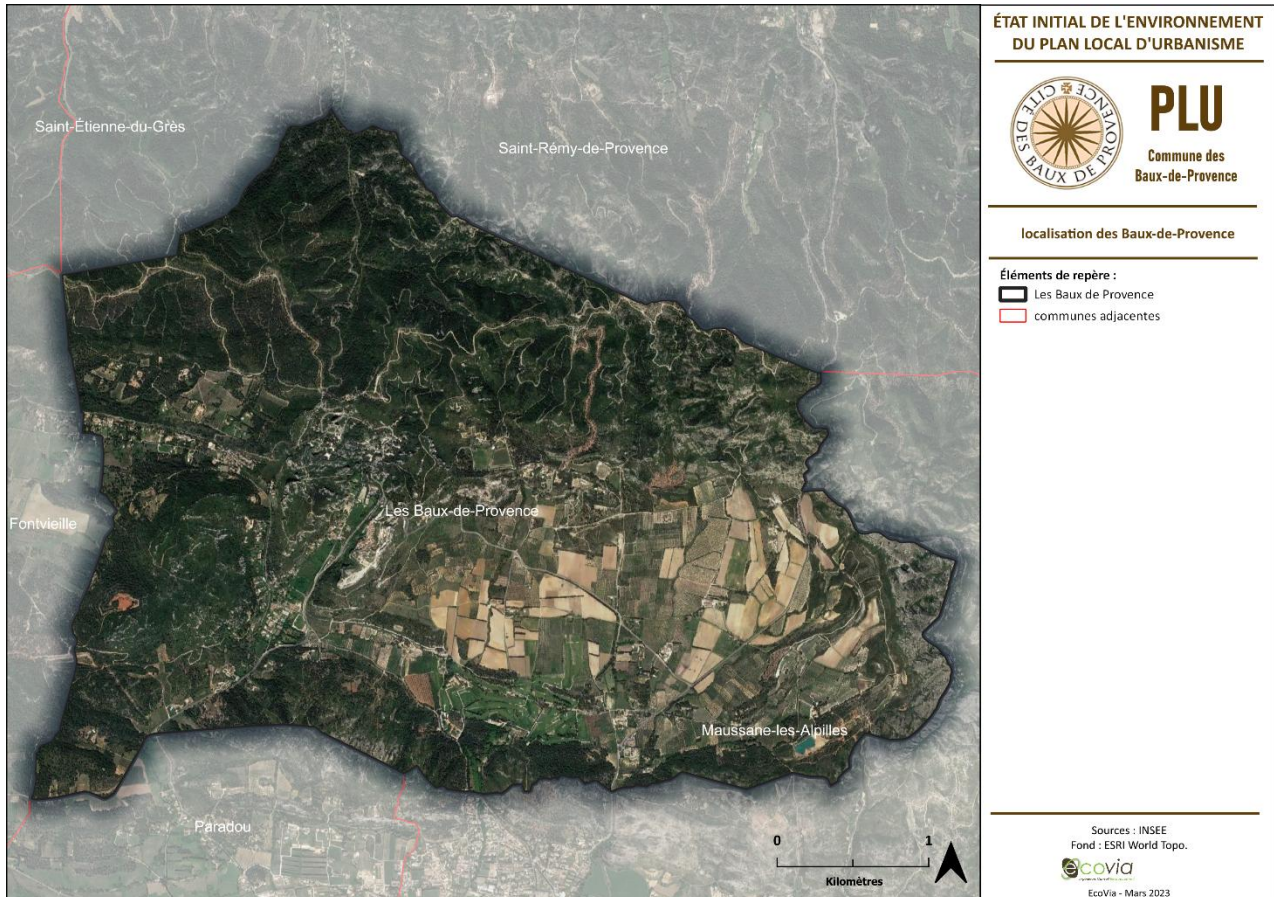 Saint-Étienne-du-Grès
Saint-Rémy-de-Provence
Fontvieille
Les Baux-de-Provence
Maussane-les-Alpilles
Paradou
0
1
Kilomètres
ÉTAT INITIAL DE L'ENVIRONNEMENT
DU PLAN LOCAL D'URBANISME
CITÉ DES BAUX DE PROVENCE
PLU
Commune des
Baux-de-Provence
localisation des Baux-de-Provence
Éléments de repère :
Les Baux de Provence
communes adjacentes
Sources : INSEE
Fond : ESRI World Topo.
ecovia
EcoVia - Mars 2023